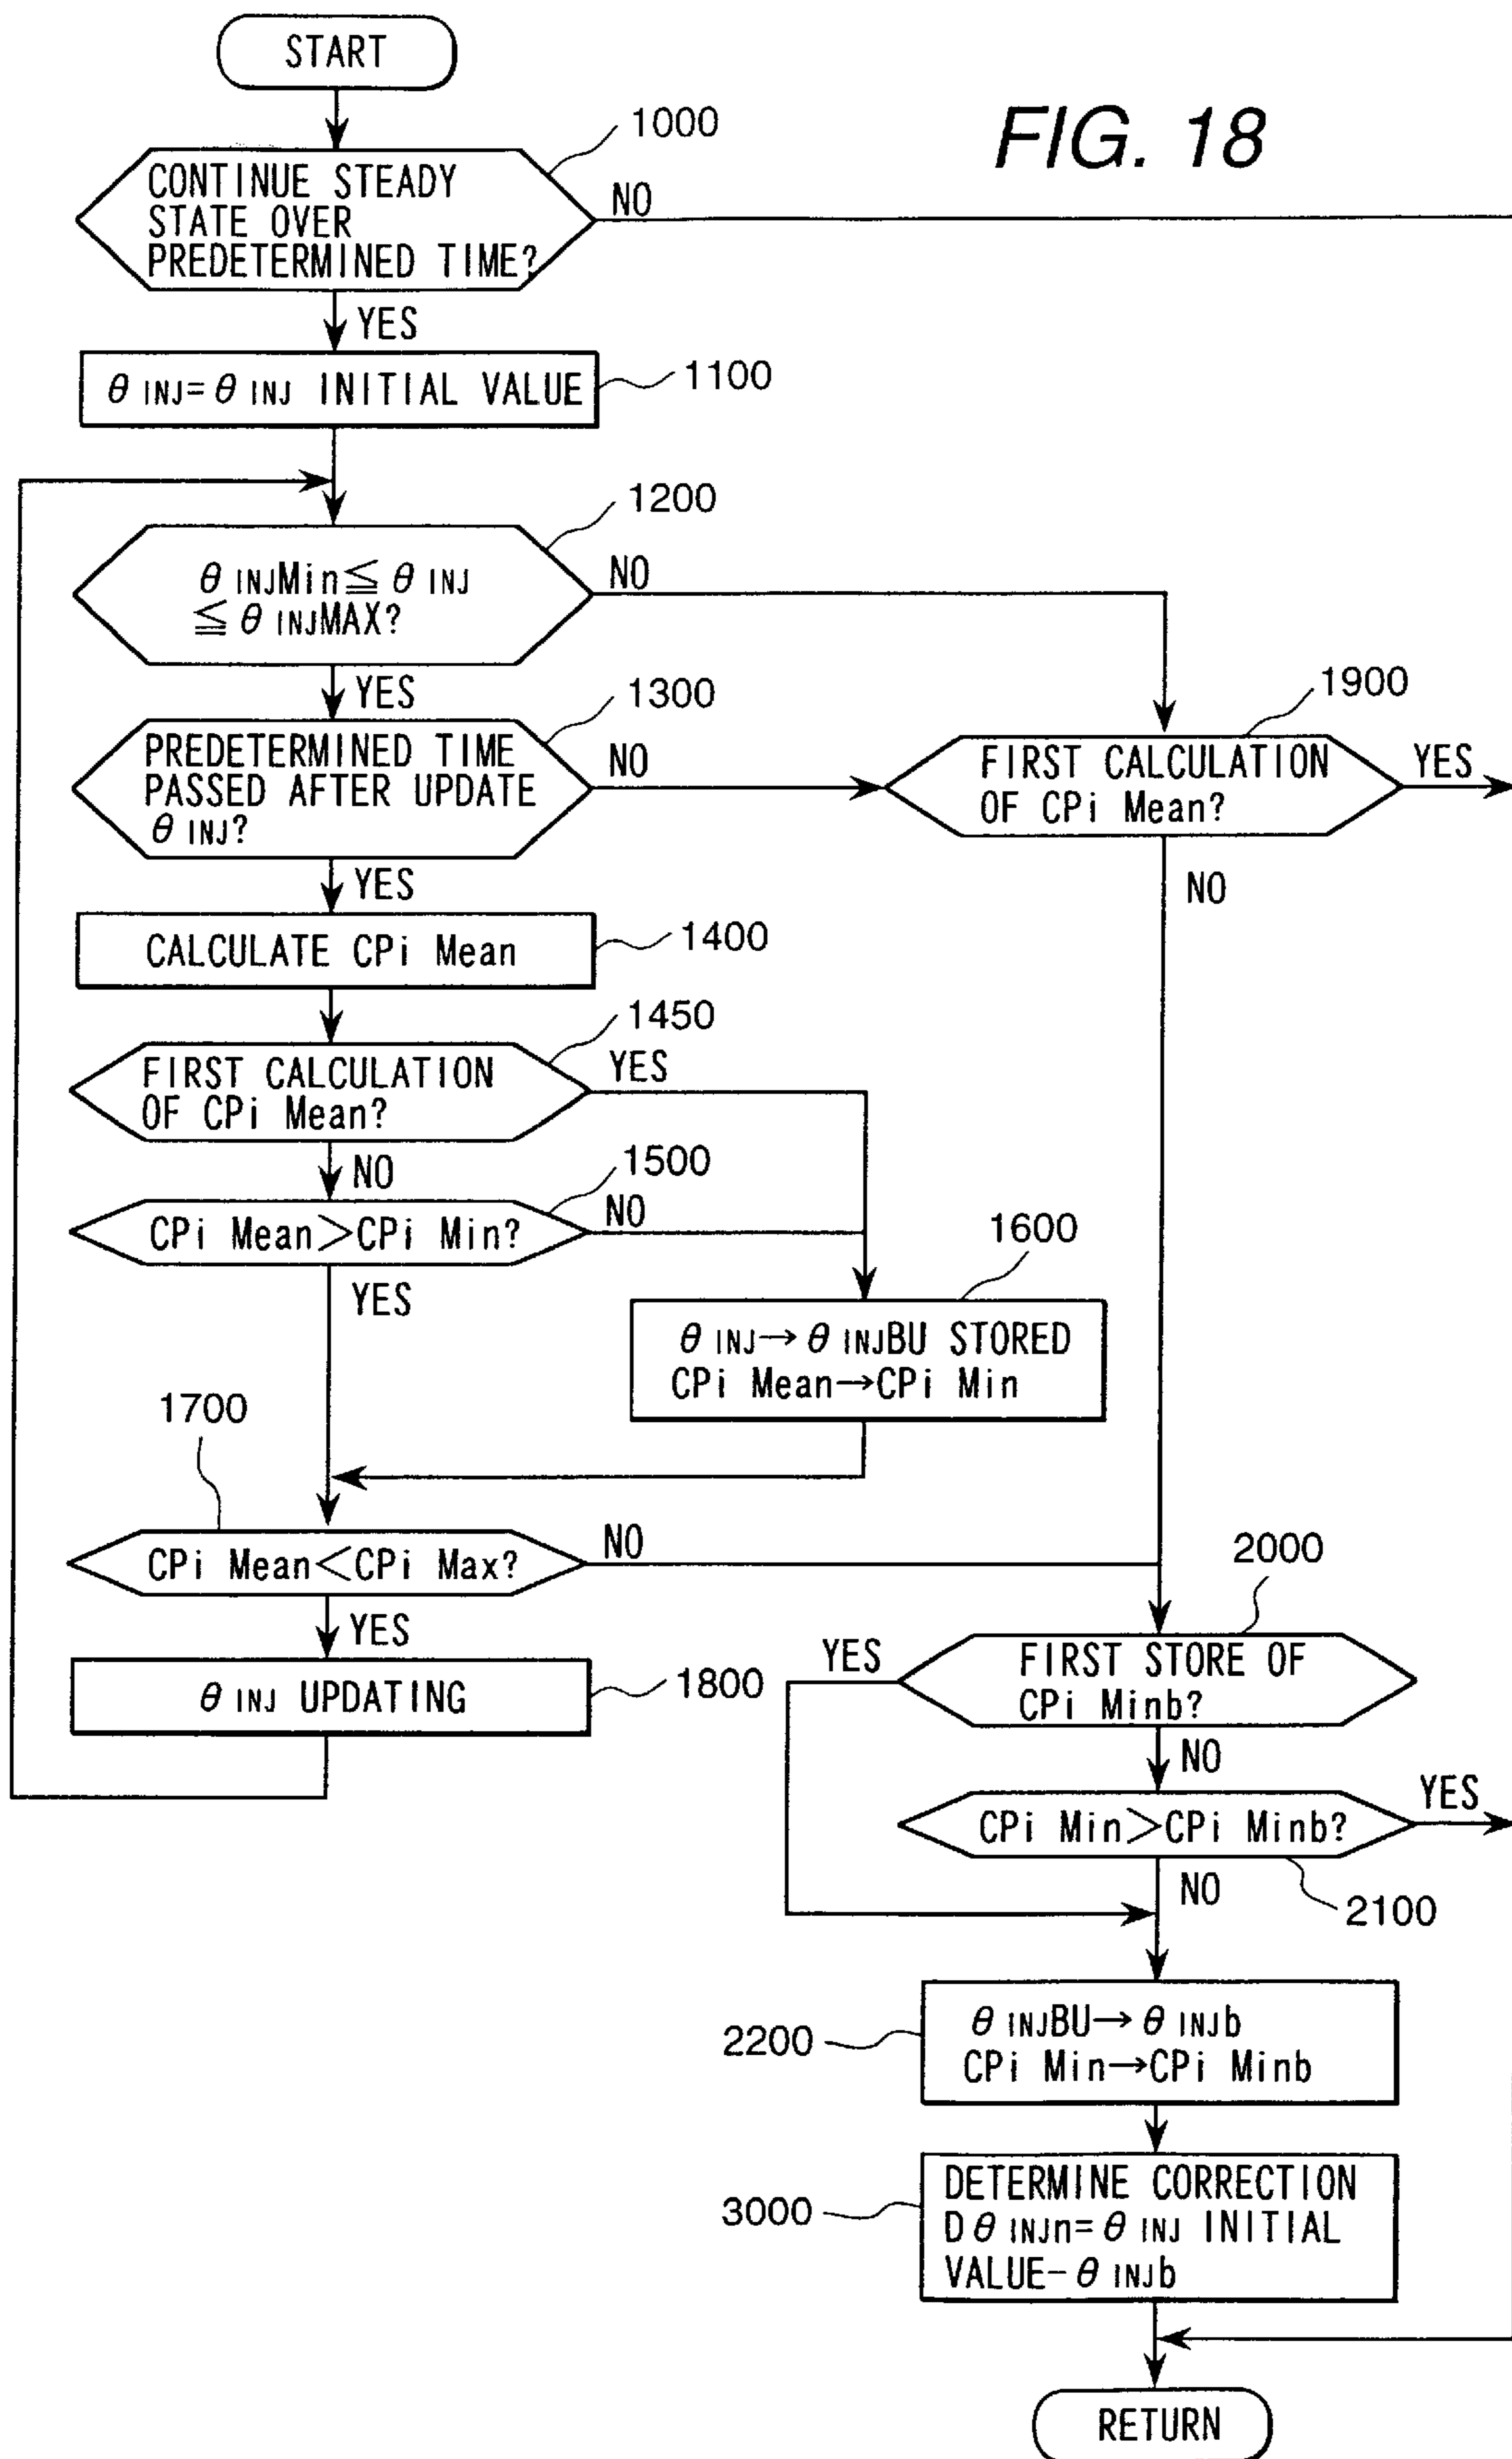 START
FIG. 18
1000
CONTINUE STEADY
STATE OVER
PREDETERMINED TIME?
NO
YES
θ INJ=θ INJ INITIAL VALUE
1100
1200
θ INJMin≦θ INJ
≦θ INJMAX?
NO
YES
1300
PREDETERMINED TIME
PASSED AFTER UPDATE
θ INJ?
NO
1900
FIRST CALCULATION
OF CPi Mean?
YES
NO
YES
CALCULATE CPi Mean
1400
1450
FIRST CALCULATION
OF CPi Mean?
YES
NO
1500
CPi Mean>CPi Min?
NO
YES
1600
θ INJ→θ INJBU STORED
CPi Mean→CPi Min
1700
CPi Mean<CPi Max?
NO
YES
θ INJ UPDATING
1800
2000
YES
FIRST STORE OF
CPi Minb?
NO
CPi Min>CPi Minb?
YES
NO
2100
2200
θ INJBU→θ INJb
CPi Min→CPi Minb
3000
DETERMINE CORRECTION
Dθ INJn=θ INJ INITIAL
VALUE-θ INJb
RETURN